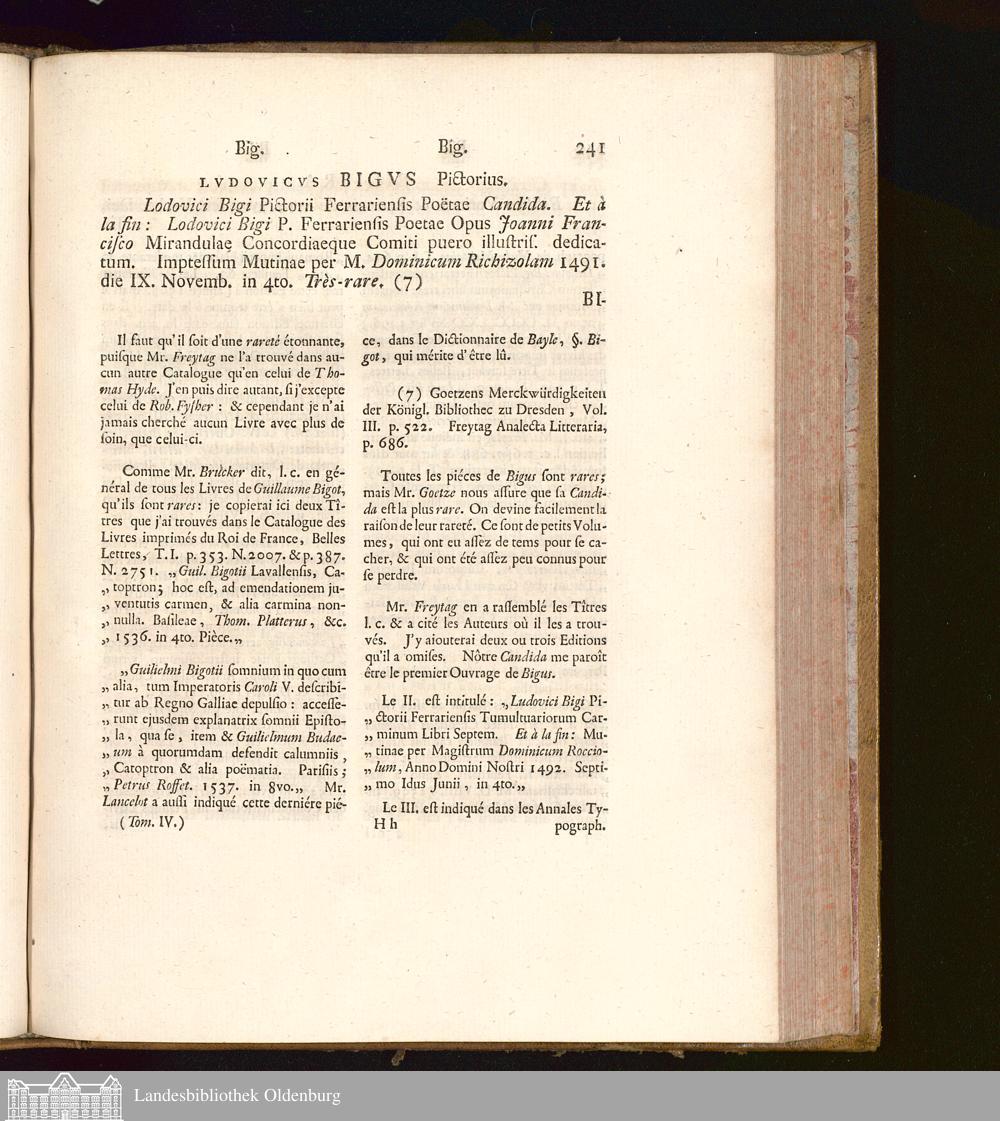 Big. Big. 241
LVDOVICVS BIGVS Pictorius.
Lodovici Bigi Pictorii Ferrariensis Poëtae Candida. Et à
la fin: Lodovici Bigi P. Ferrariensis Poetae Opus Joanni Fran-
cisco Mirandulae Concordiaeque Comiti puero illustris. dedica-
tum. Imptessum Mutinae per M. Dominicum Richizolam 1491.
die IX. Novemb. in 4to. Très-rare. (7)
BI-
Il faut qu'il soit d'une rareté étonnante,
puisque Mr. Freytag ne l'a trouvé dans au-
cun autre Catalogue qu'en celui de Tho-
mas Hyde. J'en puis dire autant, si j'excepte
celui de Rob. Fysher: & cependant je n'ai
jamais cherché aucun Livre avec plus de
soin, que celui-ci.
Comme Mr. Brucker dit, l. c. en gé-
néral de tous les Livres de Guillaume Bigot,
qu'ils sont rares: je copierai ici deux Tî-
tres que j'ai trouvés dans le Catalogue des
Livres imprimés du Roi de France, Belles
Lettres, T. I. p. 353. N. 2007. & p. 387.
N. 2751. „Guil. Bigotii Lavallensis, Ca-
„toptron; hoc est, ad emendationem ju-
„ventutis carmen, & alia carmina non-
„nulla. Basileae, Thom. Platterus, &c.
„1536. in 4to. Pièce.„
„Guilielmi Bigotii somnium in quo cum
„alia, tum Imperatoris Caroli V. describi-
„tur ab Regno Galliae depulsio: accesse-
„runt ejusdem explanatrix somnii Episto-
„la, qua se, item & Guilielmum Budae-
„um à quorumdam defendit calumniis,
„Catoptron & alia poëmatia. Parisiis;
„Petrus Roffet. 1537. in 8vo.„ Mr.
Lancelot a aussi indiqué cette derniére pié-
(Tom. IV.)
ce, dans le Dictionnaire de Bayle, §. Bi-
got, qui mérite d'être lû.
(7) Goetzens Merckwürdigkeiten
der Königl. Bibliothec zu Dresden, Vol.
III. p. 522. Freytag Analecta Litteraria,
p. 686.
Toutes les piéces de Bigus sont rares;
mais Mr. Goetze nous assure que sa Candi-
da est la plus rare. On devine facilement la
raison de leur rareté. Ce sont de petits Volu-
mes, qui ont eu assèz de tems pour se ca-
cher, & qui ont été assèz peu connus pour
se perdre.
Mr. Freytag en a rassemblé les Tîtres
l. c. & a cité les Auteurs où il les a trou-
vés. J'y aiouterai deux ou trois Editions
qu'il a omises. Nôtre Candida me paroît
être le premier Ouvrage de Bigus.
Le II. est intitulé: „Ludovici Bigi Pi-
„ctorii Ferrariensis Tumultuariorum Car-
„minum Libri Septem. Et à la fin: Mu-
„tinae per Magistrum Dominicum Roccio-
„lum, Anno Domini Nostri 1492. Septi-
„mo Idus Junii, in 4to.„
Le III. est indiqué dans les Annales Ty-
H h pograph.
Landesbibliothek Oldenburg